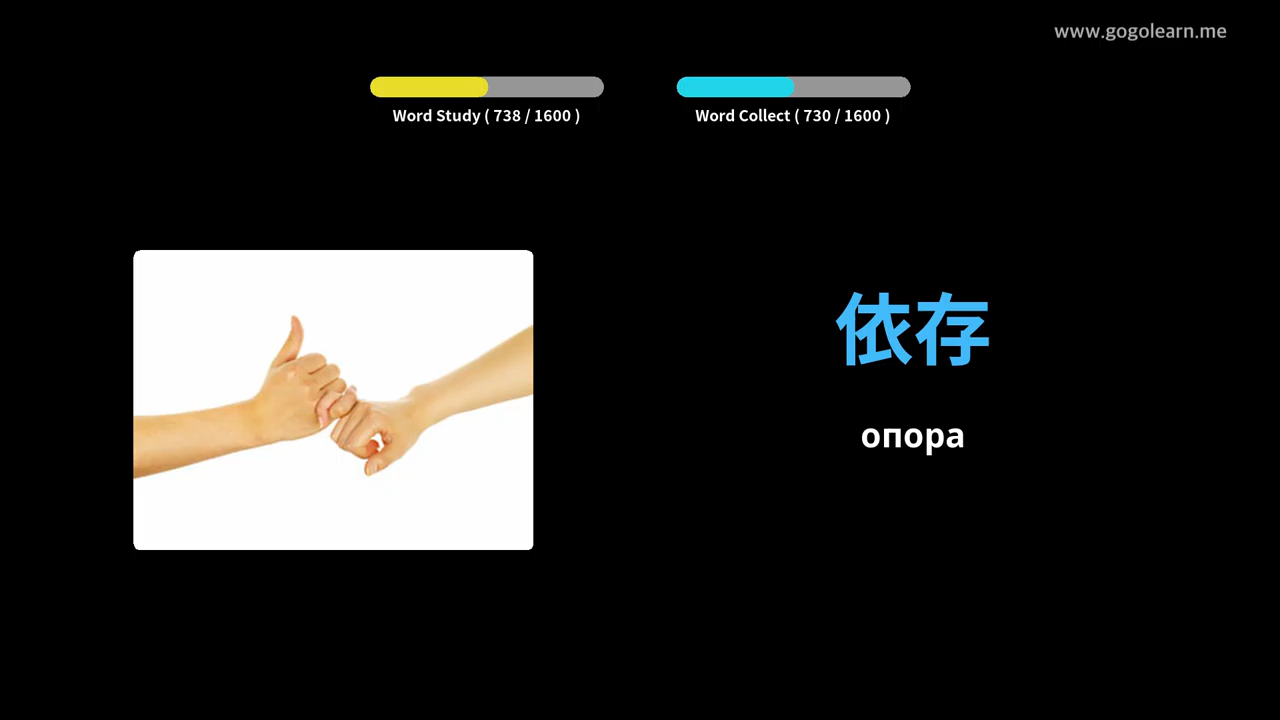 www.gogolearn.me
Word Study ( 738 / 1600 )
Word Collect ( 730 / 1600 )
依存
опора